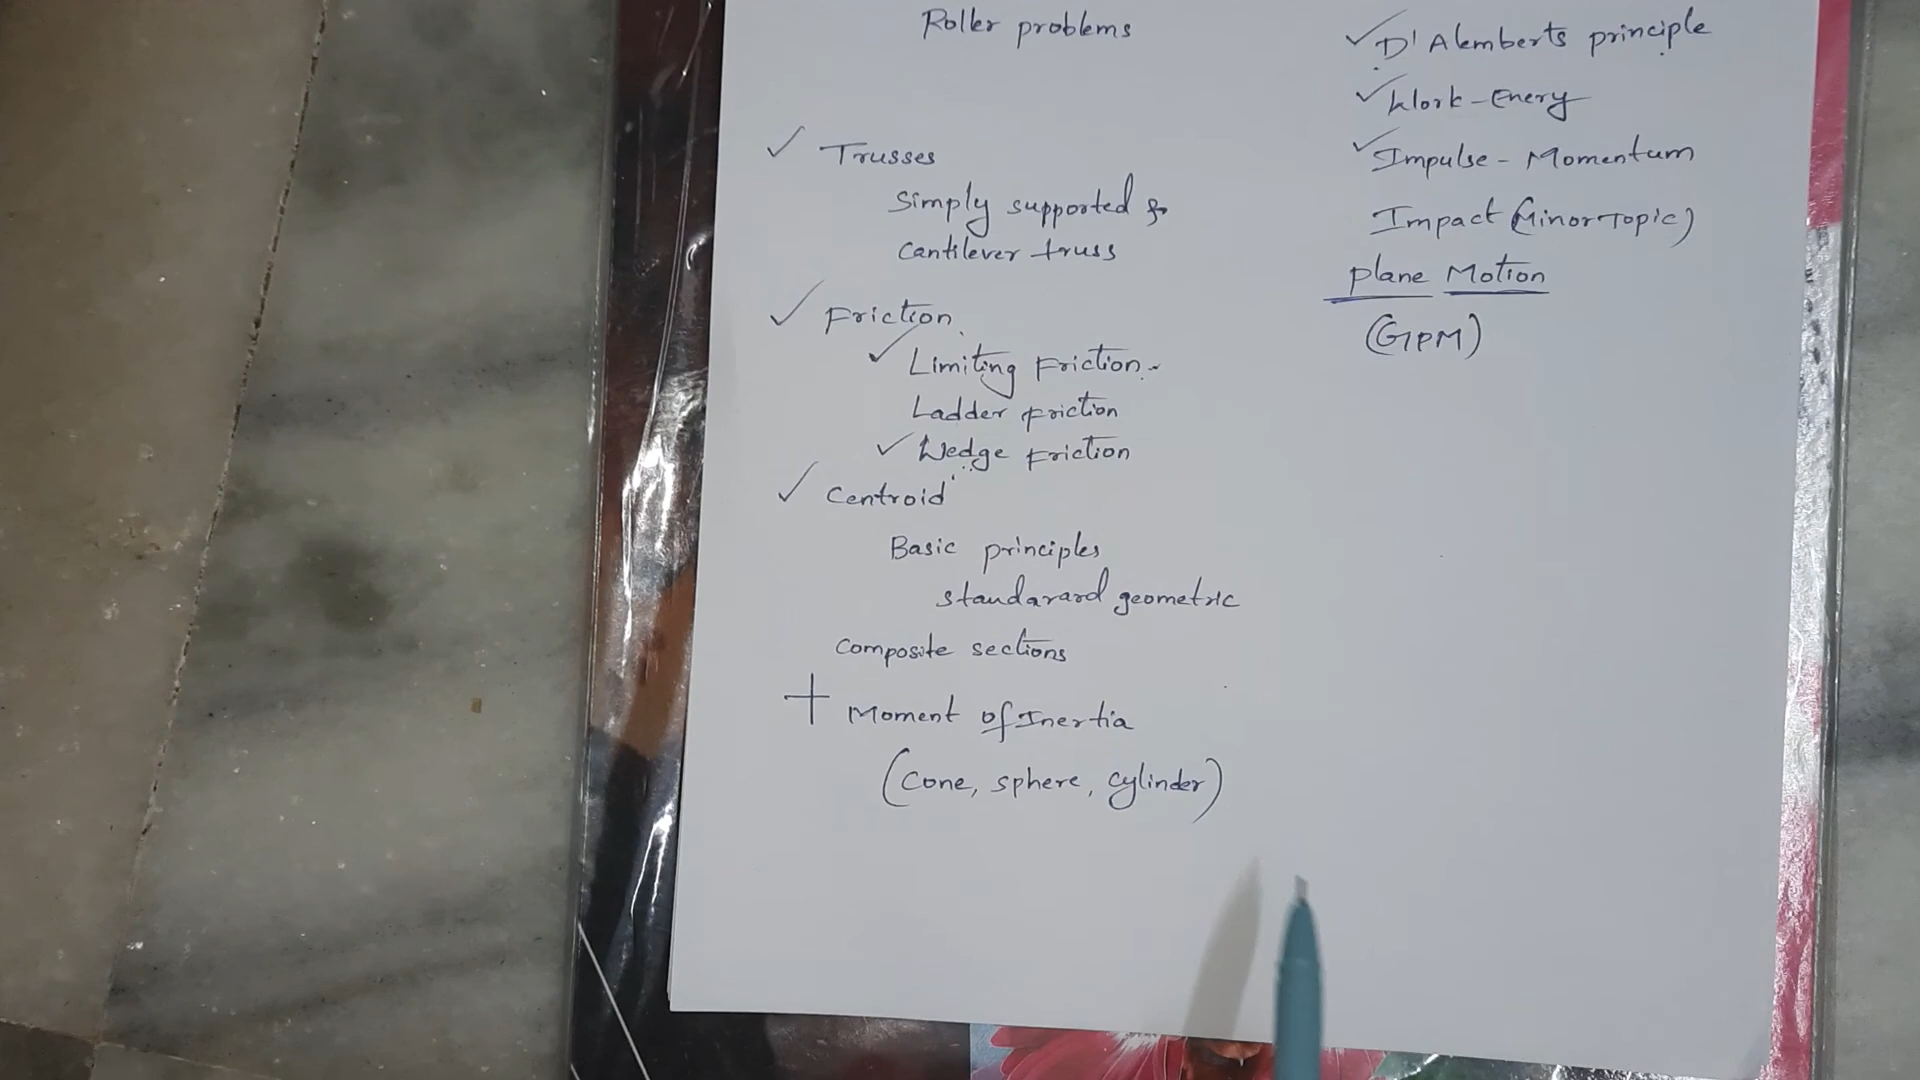 Roller problems
✓ Trusses
Simply supported &
cantilever truss
✓ Friction
✓ Limiting Friction
Ladder Friction
✓ Wedge Friction
✓ Centroid
Basic principles
standarard geometric
composite sections
+ Moment of Inertia
(cone, sphere, cylinder)
✓ D'Alemberts principle
✓ Work-Enery
✓ Impulse - Momentum
Impact (Minor Topic)
plane Motion
(GPM)